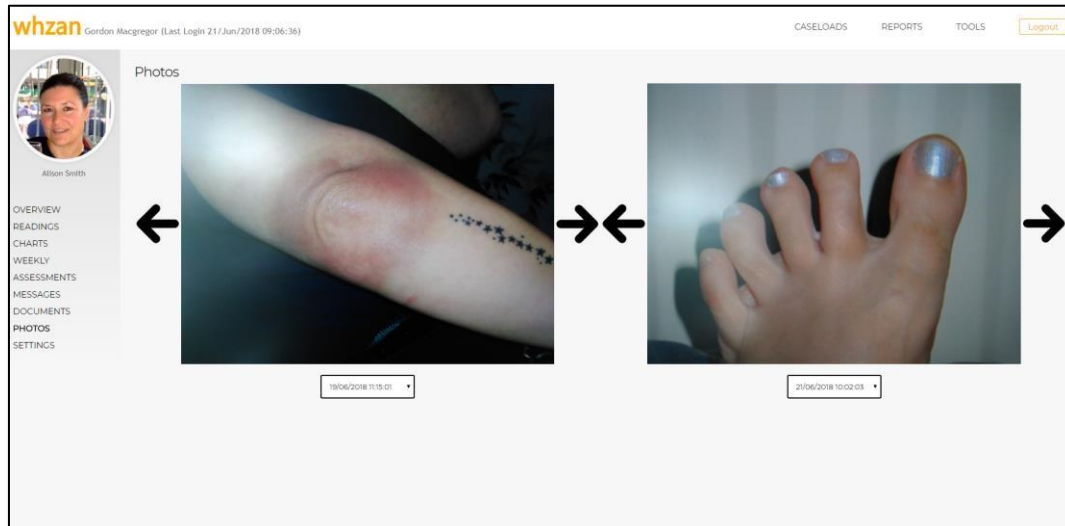 whzan Gordon Macgregor (Last Login 21/Jun/2018 09:06:36) CASELOADS REPORTS TOOLS Logout
Photos
Alison Smith
OVERVIEW
READINGS
CHARTS
WEEKLY
ASSESSMENTS
MESSAGES
DOCUMENTS
PHOTOS
SETTINGS
19/06/2018 11:15:01 21/06/2018 10:02:03